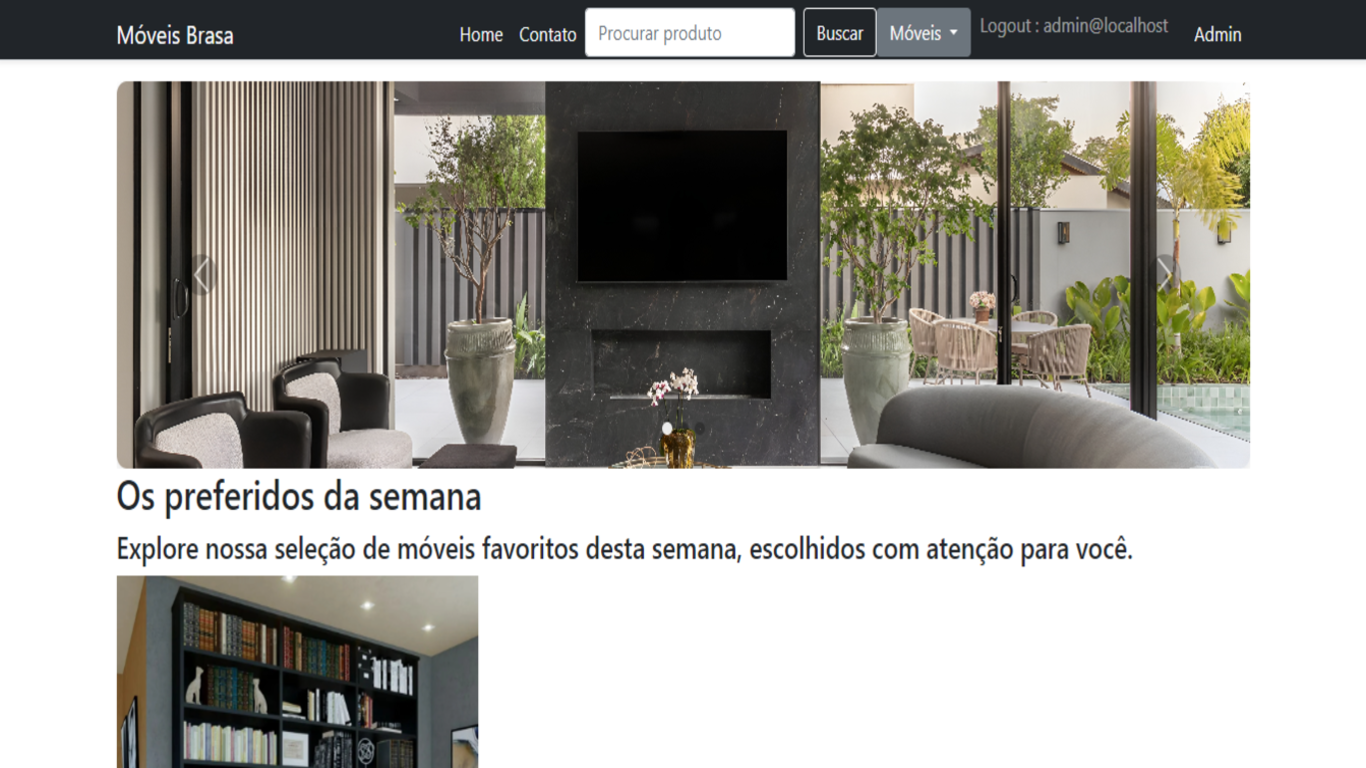 Móveis Brasa
Home Contato Procurar produto Buscar Móveis Logout : admin@localhost Admin
Os preferidos da semana
Explore nossa seleção de móveis favoritos desta semana, escolhidos com atenção para você.